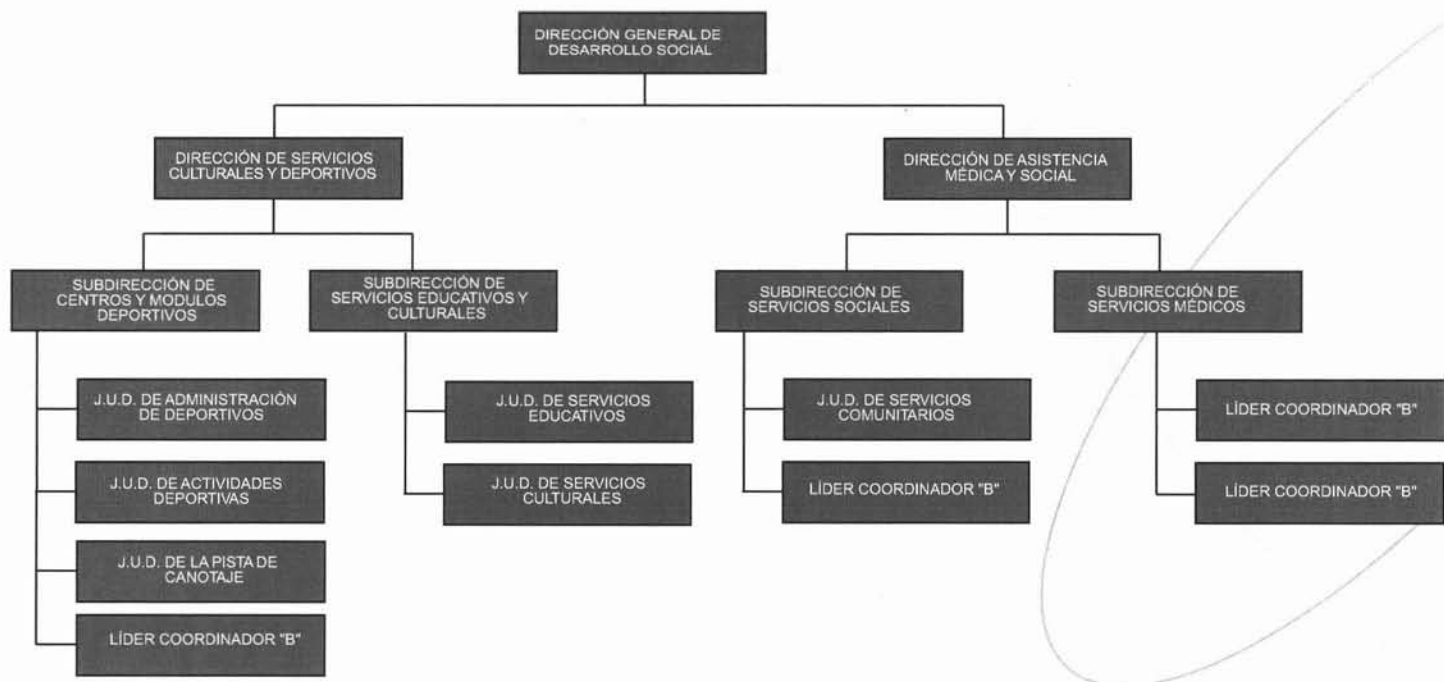 DIRECCIÓN GENERAL DE
DESARROLLO SOCIAL
DIRECCIÓN DE SERVICIOS
CULTURALES Y DEPORTIVOS
DIRECCIÓN DE ASISTENCIA
MÉDICA Y SOCIAL
SUBDIRECCIÓN DE
CENTROS Y MODULOS
DEPORTIVOS
SUBDIRECCIÓN DE
SERVICIOS EDUCATIVOS Y
CULTURALES
SUBDIRECCIÓN DE
SERVICIOS SOCIALES
SUBDIRECCIÓN DE
SERVICIOS MÉDICOS
J.U.D. DE ADMINISTRACIÓN
DE DEPORTIVOS
J.U.D. DE ACTIVIDADES
DEPORTIVAS
J.U.D. DE LA PISTA DE
CANOTAJE
LÍDER COORDINADOR "B"
J.U.D. DE SERVICIOS
EDUCATIVOS
J.U.D. DE SERVICIOS
CULTURALES
J.U.D. DE SERVICIOS
COMUNITARIOS
LÍDER COORDINADOR "B"
LÍDER COORDINADOR "B"
LÍDER COORDINADOR "B"